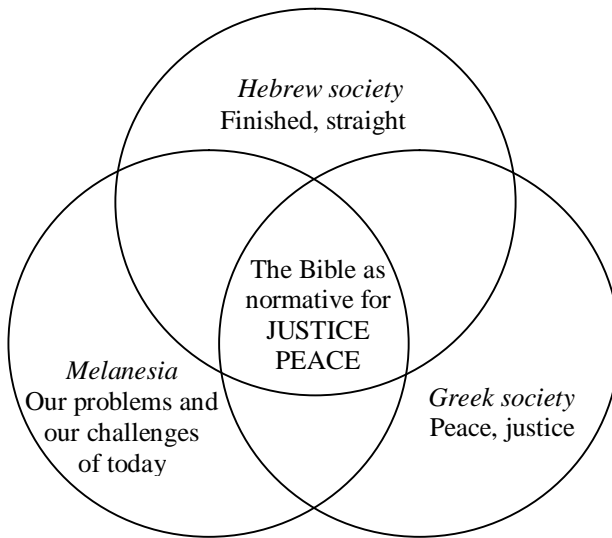 Hebrew society
Finished, straight
The Bible as
normative for
JUSTICE
PEACE
Melanesia
Our problems and
our challenges
of today
Greek society
Peace, justice